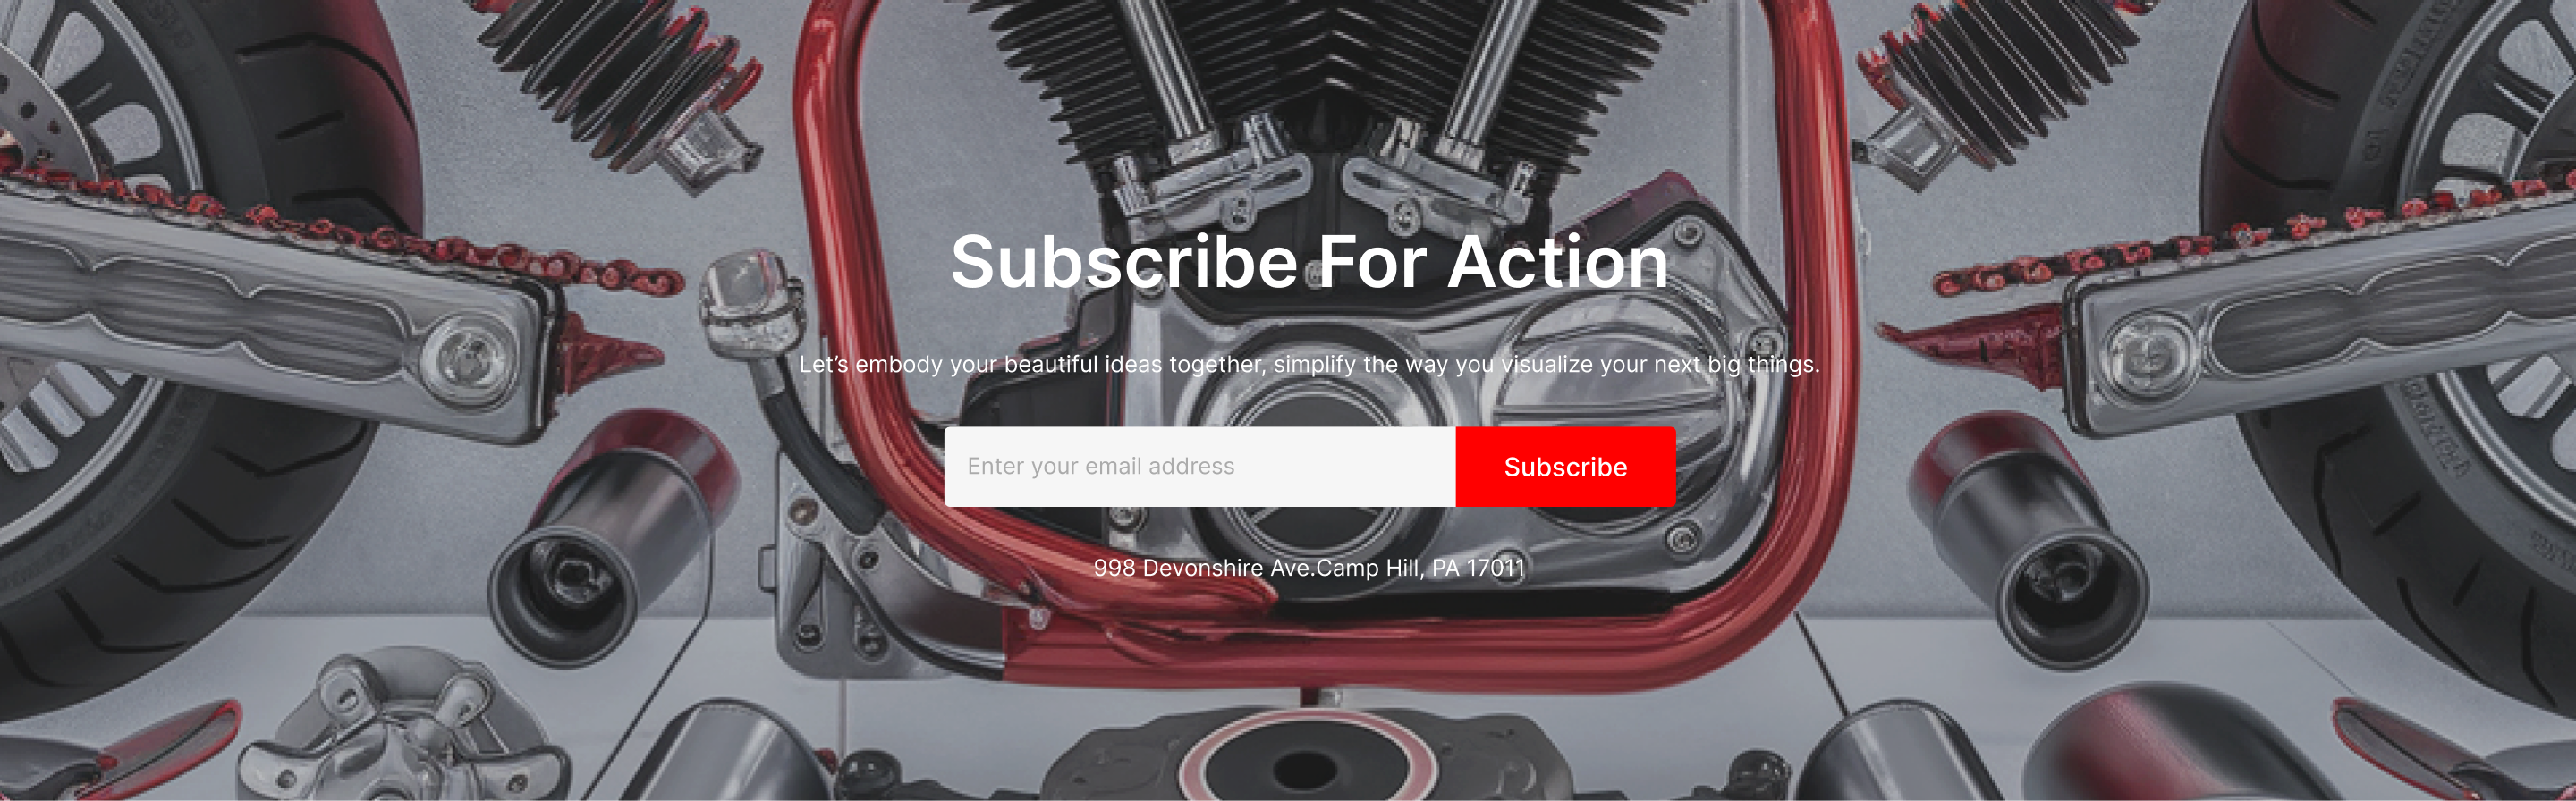 Subscribe For Action
Let’s embody your beautiful ideas together, simplify the way you visualize your next big things.
Enter your email address
Subscribe
998 Devonshire Ave.Camp Hill, PA 17011